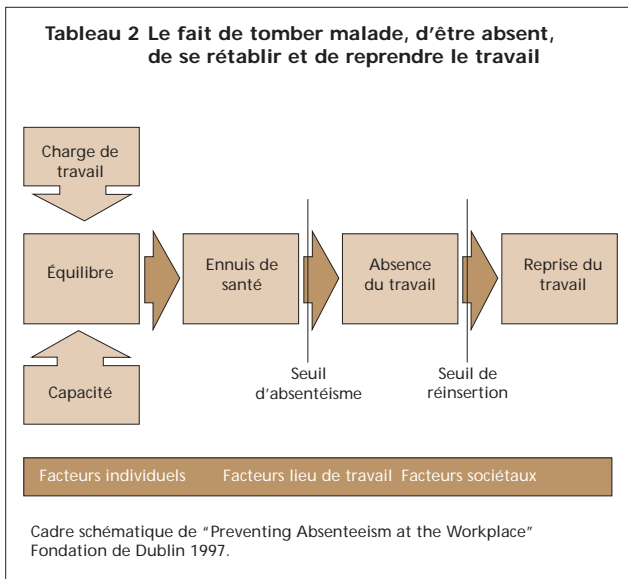 Tableau 2 Le fait de tomber malade, d'être absent,
de se rétablir et de reprendre le travail
Charge de
travail
Équilibre
Capacité
Ennuis de
santé
Seuil
d'absentéisme
Absence
du travail
Seuil de
réinsertion
Reprise du
travail
Facteurs individuels Facteurs lieu de travail Facteurs sociétaux
Cadre schématique de "Preventing Absenteeism at the Workplace"
Fondation de Dublin 1997.